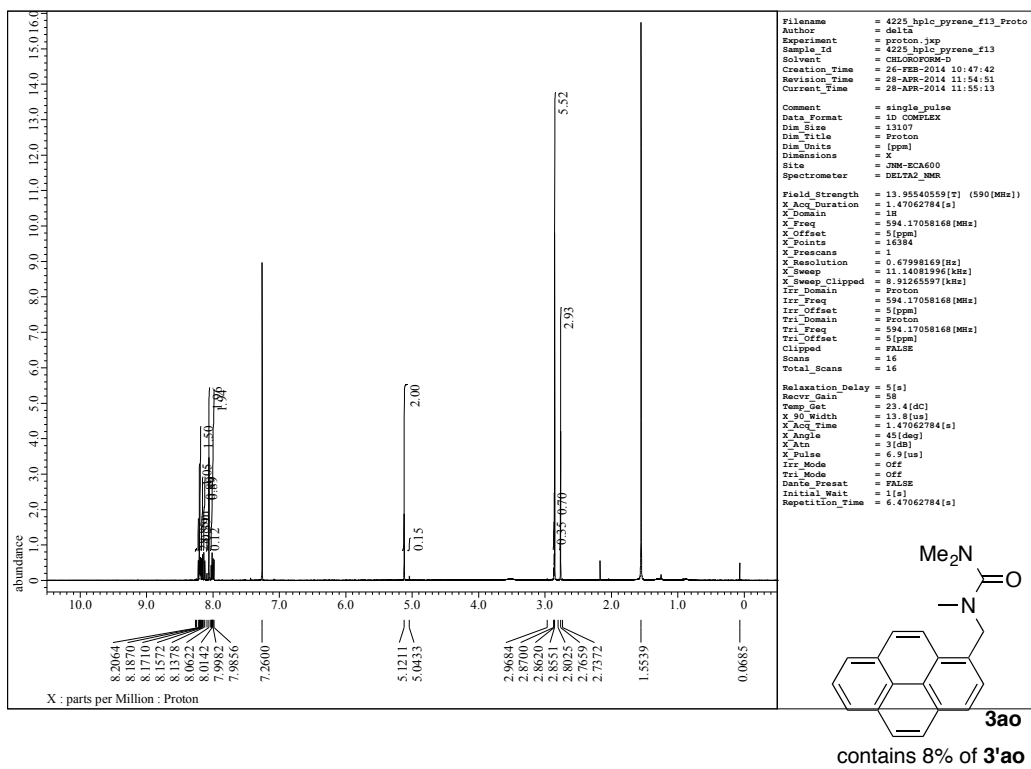 Filename = 4225_hplc_pyrene_f13_Proto
Author = delta
Experiment = proton.jxp
Sample_Id = 4225_hplc_pyrene_f13
Solvent = CHLOROFORM-D
Creation_Time = 26-FEB-2014 10:47:42
Revision_Time = 28-APR-2014 11:54:51
Current_Time = 28-APR-2014 11:55:13
Comment = single_pulse
Data_Format = 1D COMPLEX
Dim_Size = 13107
Dim_Title = Proton
Dim_Units = [ppm]
Dimensions = X
Site = JNM-ECA600
Spectrometer = DELTA2_NMR
Field_Strength = 13.95540559[T] (590[MHz])
X_Acq_Duration = 1.47062784[s]
X_Domain = 1H
X_Freq = 594.17058168[MHz]
X_Offset = 5[ppm]
X_Points = 16384
X_Prescans = 1
X_Resolution = 0.67998169[Hz]
X_Sweep = 11.14081996[kHz]
X_Sweep_Clipped = 8.91265597[kHz]
Irr_Domain = Proton
Irr_Freq = 594.17058168[MHz]
Irr_Offset = 5[ppm]
Tri_Domain = Proton
Tri_Freq = 594.17058168[MHz]
Tri_Offset = 5[ppm]
Clipped = FALSE
Scans = 16
Total_Scans = 16
Relaxation_Delay = 5[s]
Recvr_Gain = 58
Temp_Get = 23.4[dC]
X_90_Width = 13.8[us]
X_Acq_Time = 1.47062784[s]
X_Angle = 45[deg]
X_Atn = 3[dB]
X_Pulse = 6.9[us]
Irr_Mode = Off
Tri_Mode = Off
Dante_Presat = FALSE
Initial_Wait = 1[s]
Repetition_Time = 6.47062784[s]
abundance
0 1.0 2.0 3.0 4.0 5.0 6.0 7.0 8.0 9.0 10.0 11.0 12.0 13.0 14.0 15.0 16.0
1.50
0.89
0.12
1.94
2.00
0.15
5.52
0.35
0.70
2.93
10.0 9.0 8.0 7.0 6.0 5.0 4.0 3.0 2.0 1.0 0
8.2064
8.1870
8.1710
8.1572
8.1378
8.0622
8.0142
7.9982
7.9856
7.2600
5.1211
5.0433
2.9684
2.8700
2.8620
2.8551
2.8025
2.7659
2.7372
1.5539
0.0685
X : parts per Million : Proton
Me2N
O
N
3ao
contains 8% of 3'ao